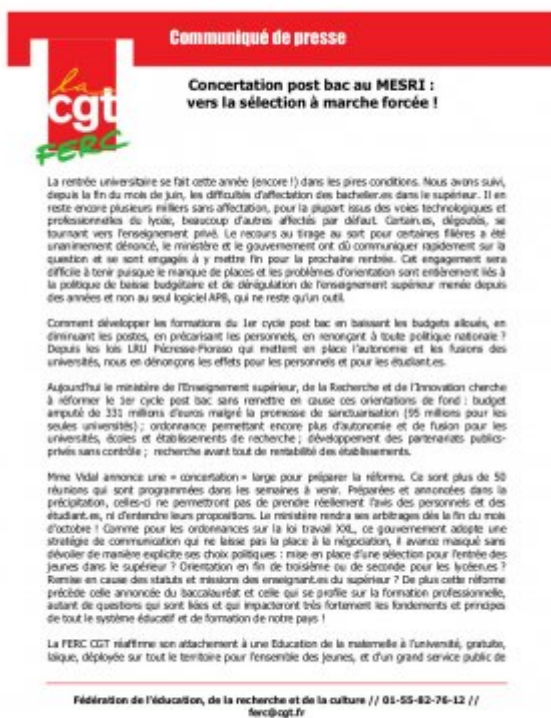 Communiqué de presse
la
cgt
FERC
Concertation post bac au MESRI :
vers la sélection à marche forcée !
La rentrée universitaire se fait cette année (encore !) dans les pires conditions. Nous avons suivi,
depuis la fin du mois de juin, les difficultés d'affectation des bachelier.es dans le supérieur. Il en
reste encore plusieurs milliers sans affectation, pour la plupart issus des voies technologiques et
professionnelles du lycée, beaucoup d'autres affectés par défaut. Certain.es, dégoutés, se
tournant vers l'enseignement privé. Le recours au tirage au sort pour certaines filières a été
unanimement dénoncé, le ministère et le gouvernement ont dû communiquer rapidement sur la
question et se sont engagés à y mettre fin pour la prochaine rentrée. Cet engagement sera
difficile à tenir puisque le manque de places et les problèmes d'orientation sont entièrement liés à
la politique de baisse budgétaire et de dérégulation de l'enseignement supérieur menée depuis
des années et non au seul logiciel APB, qui ne reste qu'un outil.
Comment développer les formations du 1er cycle post bac en baissant les budgets alloués, en
diminuant les postes, en précarisant les personnels, en renonçant à toute politique nationale ?
Depuis les lois LRU Pécresse-Fioraso qui mettent en place l'autonomie et les fusions des
universités, nous en dénonçons les effets pour les personnels et pour les étudiant.es.
Aujourd'hui le ministère de l'Enseignement supérieur, de la Recherche et de l'Innovation cherche
à réformer le 1er cycle post bac sans remettre en cause ces orientations de fond : budget
amputé de 331 millions d'euros malgré la promesse de sanctuarisation (95 millions pour les
seules universités) ; ordonnance permettant encore plus d'autonomie et de fusion pour les
universités, écoles et établissements de recherche ; développement des partenariats publics-
privés sans contrôle ; recherche avant tout de rentabilité des établissements.
Mme Vidal annonce une « concertation » large pour préparer la réforme. Ce sont plus de 50
réunions qui sont programmées dans les semaines à venir. Préparées et annoncées dans la
précipitation, celles-ci ne permettront pas de prendre réellement l'avis des personnels et des
étudiant.es, ni d'entendre leurs propositions. Le ministère rendra ses arbitrages dès la fin du mois
d'octobre ! Comme pour les ordonnances sur la loi travail XXL, ce gouvernement adopte une
stratégie de communication qui ne laisse pas la place à la négociation, il avance masqué sans
dévoiler de manière explicite ses choix politiques : mise en place d'une sélection pour l'entrée des
jeunes dans le supérieur ? Orientation en fin de troisième ou de seconde pour les lycéen.es ?
Remise en cause des statuts et missions des enseignant.es du supérieur ? De plus cette réforme
précède celle annoncée du baccalauréat et celle qui se profile sur la formation professionnelle,
autant de questions qui sont liées et qui impacteront très fortement les fondements et principes
de tout le système éducatif et de formation de notre pays !
La FERC CGT réaffirme son attachement à une Education de la maternelle à l'université, gratuite,
laïque, déployée sur tout le territoire pour l'ensemble des jeunes, et d'un grand service public de
Fédération de l'éducation, de la recherche et de la culture // 01-55-82-76-12 //
ferc@cgt.fr